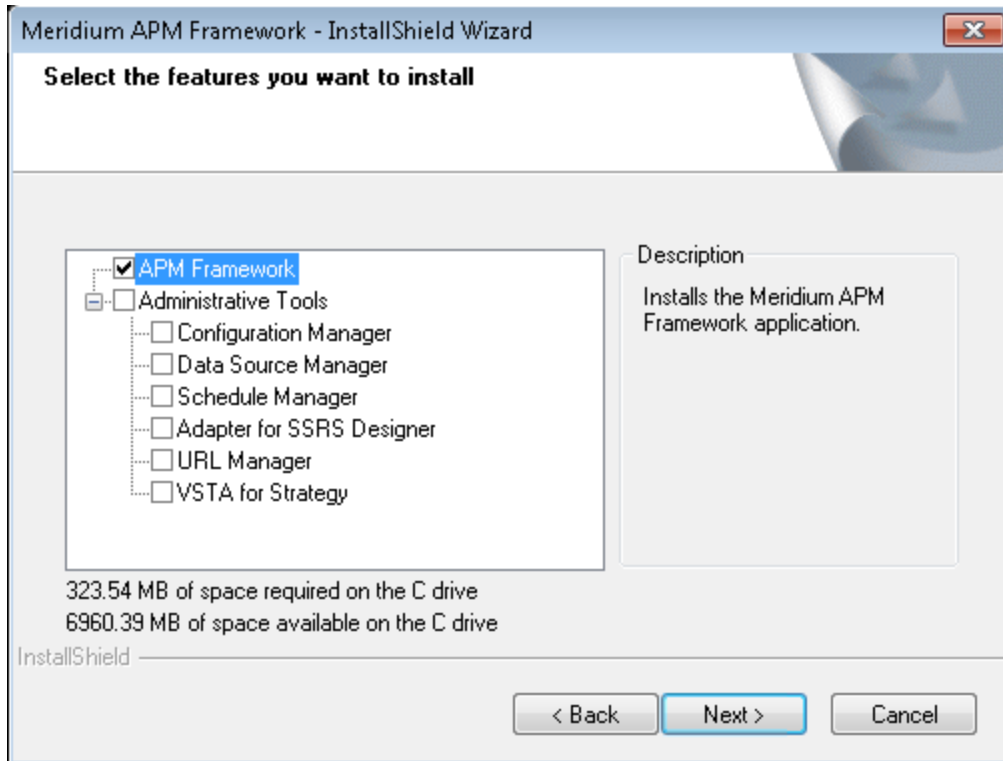 Meridium APM Framework - InstallShield Wizard
Select the features you want to install
APM Framework
Administrative Tools
Configuration Manager
Data Source Manager
Schedule Manager
Adapter for SSRS Designer
URL Manager
VSTA for Strategy
Description
Installs the Meridium APM
Framework application.
323.54 MB of space required on the C drive
6960.39 MB of space available on the C drive
InstallShield
< Back
Next >
Cancel